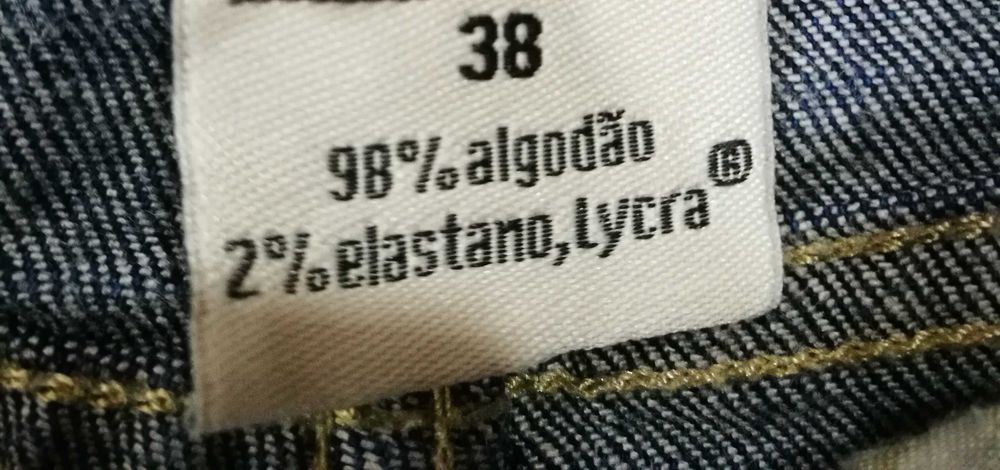 38
98% algodão
2% elastano, lycra®